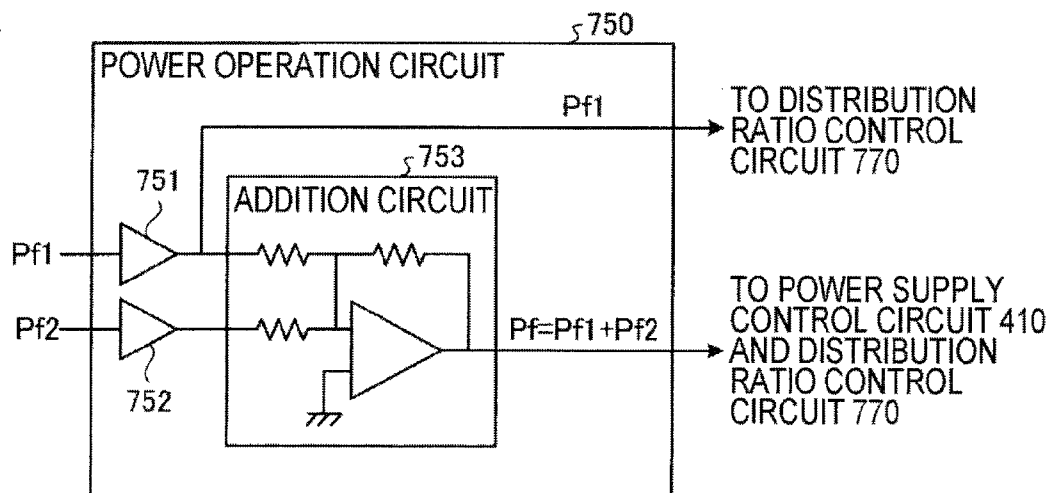 750
POWER OPERATION CIRCUIT
Pf1
TO DISTRIBUTION
RATIO CONTROL
CIRCUIT 770
753
ADDITION CIRCUIT
751
Pf1
Pf2
752
Pf=Pf1+Pf2
TO POWER SUPPLY
CONTROL CIRCUIT 410
AND DISTRIBUTION
RATIO CONTROL
CIRCUIT 770